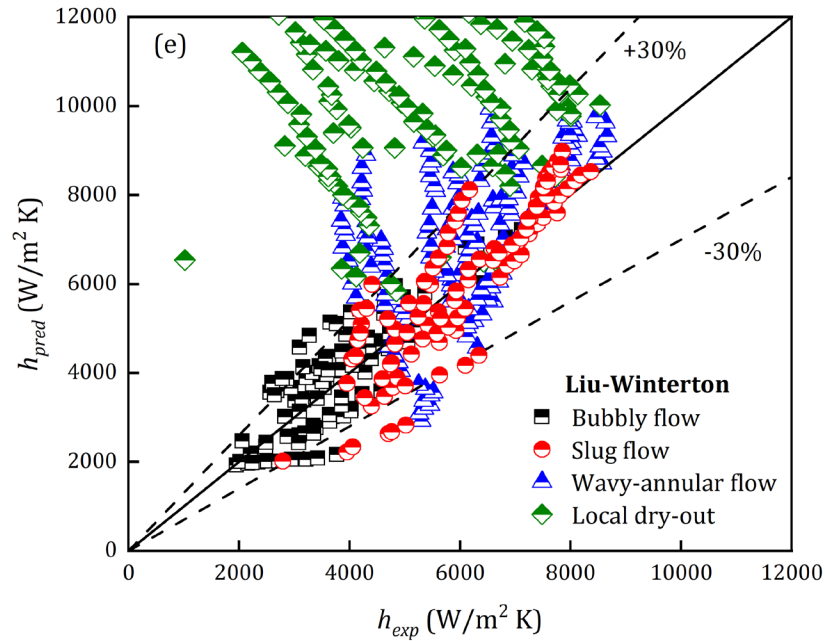 (e)
+30%
-30%
12000
10000
8000
6000
4000
2000
0
h_pred (W/m² K)
Liu-Winterton
Bubbly flow
Slug flow
Wavy-annular flow
Local dry-out
0 2000 4000 6000 8000 10000 12000
h_exp (W/m² K)